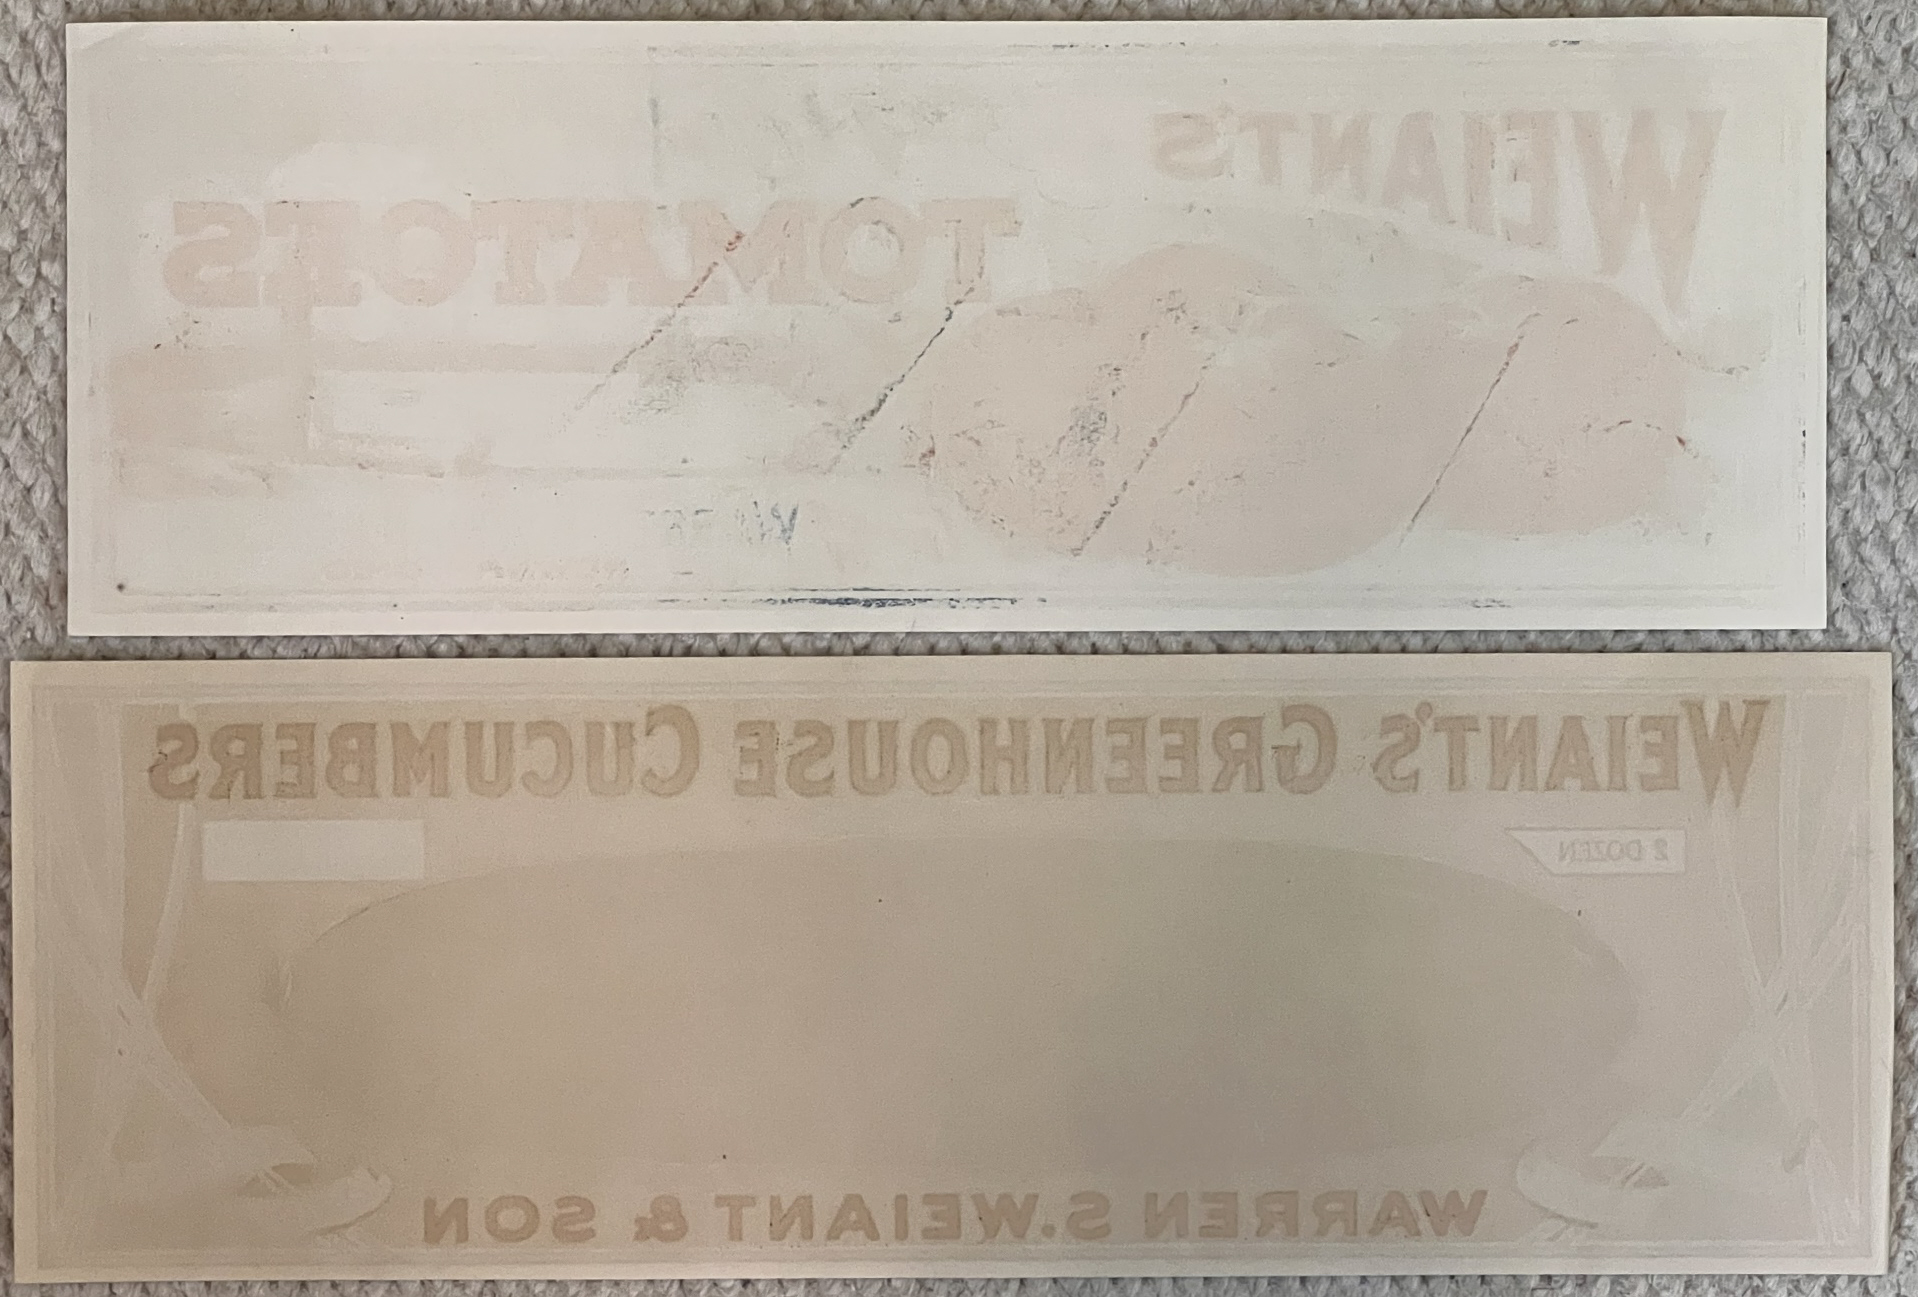 WEIANT'S
TOMATOES
WEIANT'S GREENHOUSE CUCUMBERS
2 DOZEN
WARREN S. WEIANT & SON